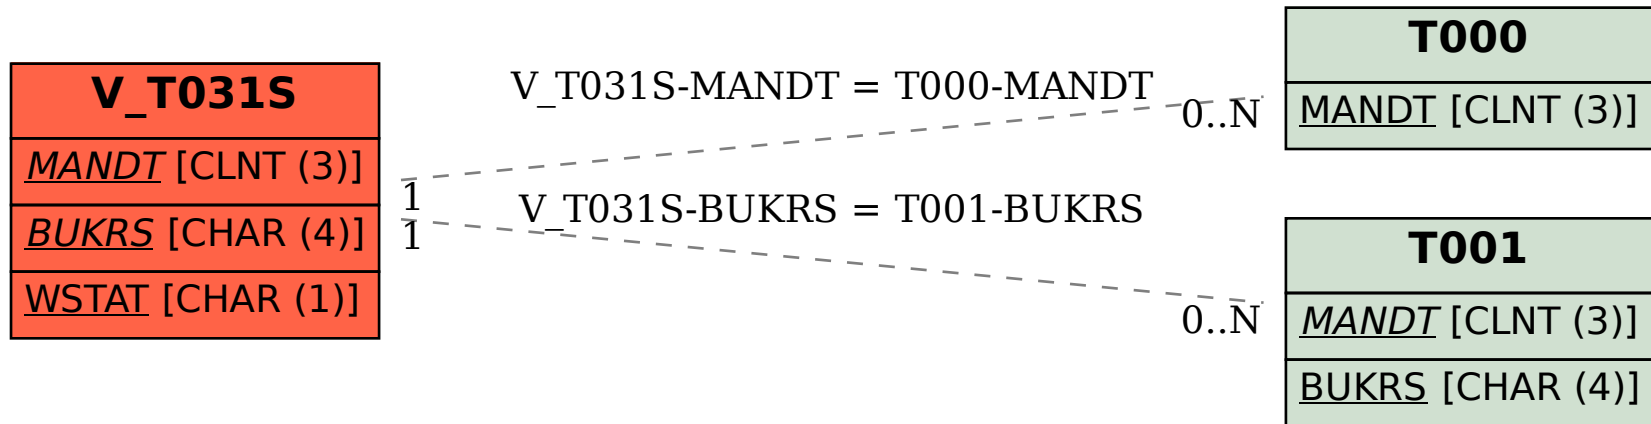 V_T031S
MANDT [CLNT (3)]
BUKRS [CHAR (4)]
WSTAT [CHAR (1)]
V_T031S-MANDT = T000-MANDT
1
0..N
V_T031S-BUKRS = T001-BUKRS
1
0..N
T000
MANDT [CLNT (3)]
T001
MANDT [CLNT (3)]
BUKRS [CHAR (4)]